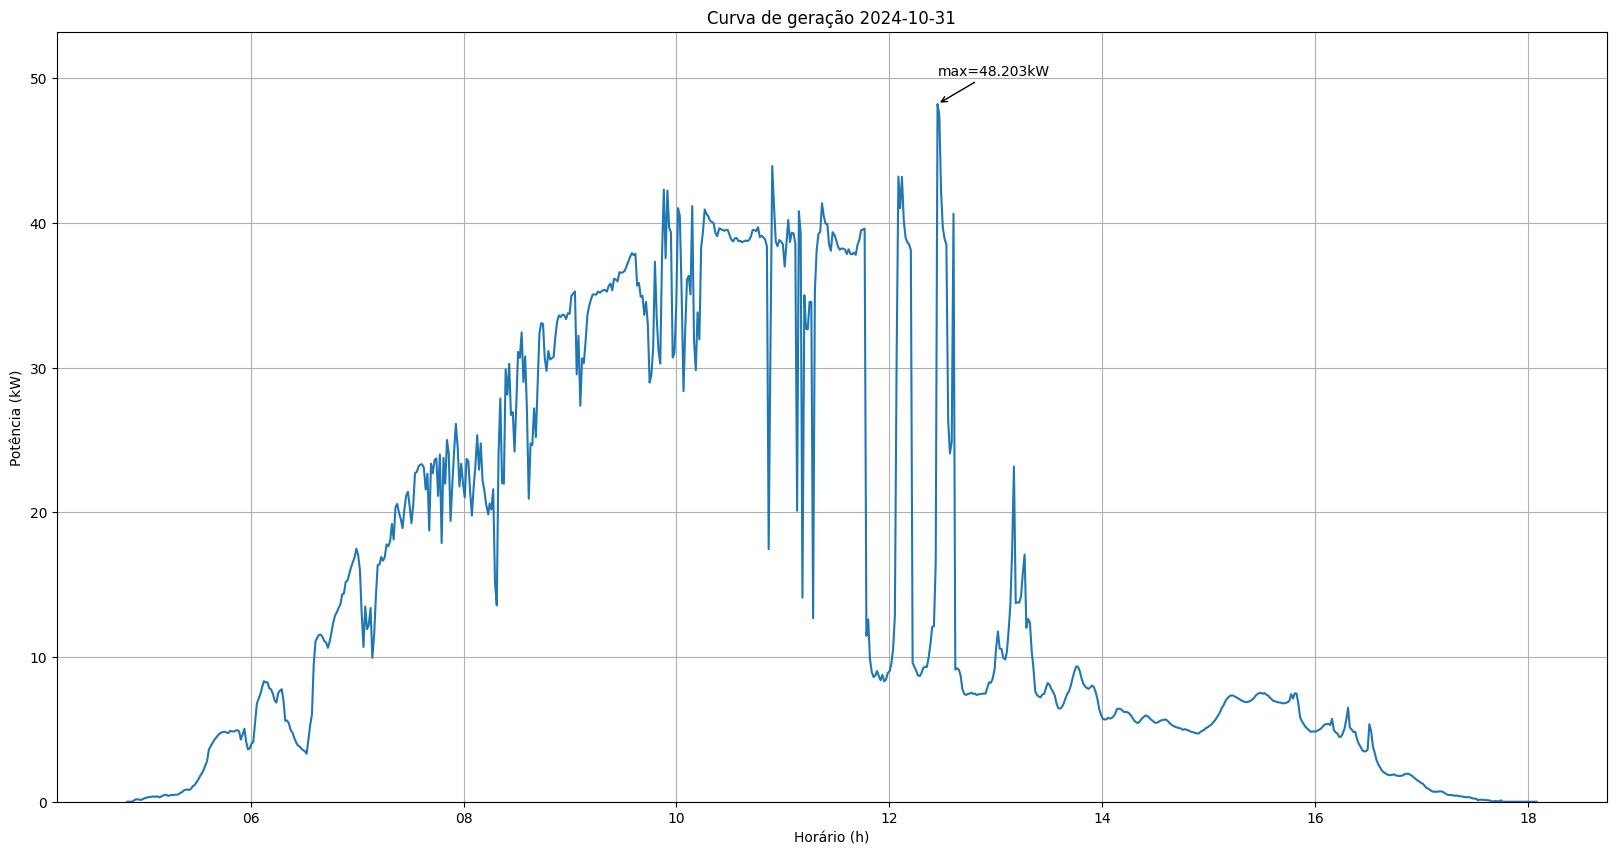 Curva de geração 2024-10-31
max=48.203kW
Potência (kW)
50
40
30
20
10
0
06 08 10 12 14 16 18
Horário (h)